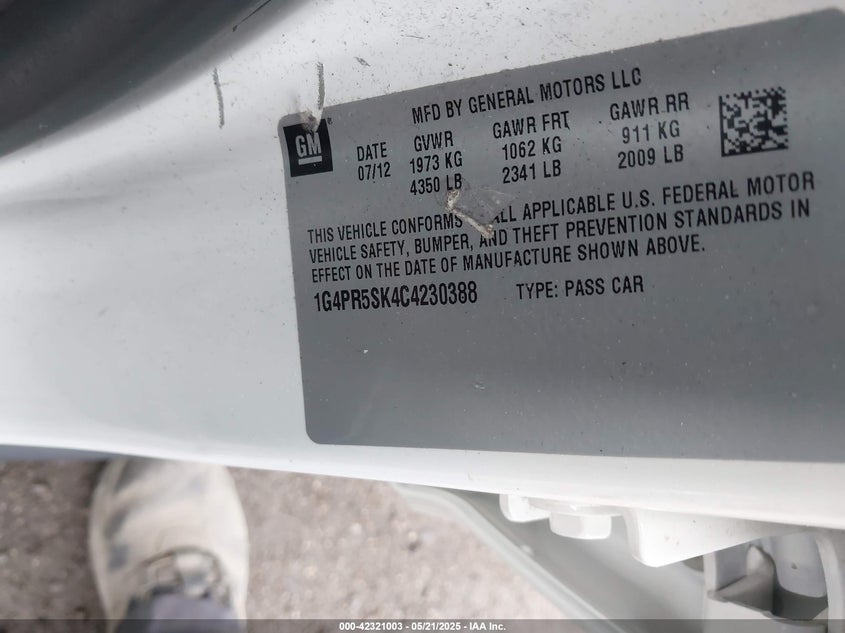 MFD BY GENERAL MOTORS LLC
GM
DATE GVWR GAWR FRT GAWR RR
07/12 1973 KG 1062 KG 911 KG
4350 LB 2341 LB 2009 LB
THIS VEHICLE CONFORMS ALL APPLICABLE U.S. FEDERAL MOTOR
VEHICLE SAFETY, BUMPER, AND THEFT PREVENTION STANDARDS IN
EFFECT ON THE DATE OF MANUFACTURE SHOWN ABOVE.
1G4PR5SK4C4230388 TYPE: PASS CAR
000-42321003 — 05/21/2025 — IAA Inc.